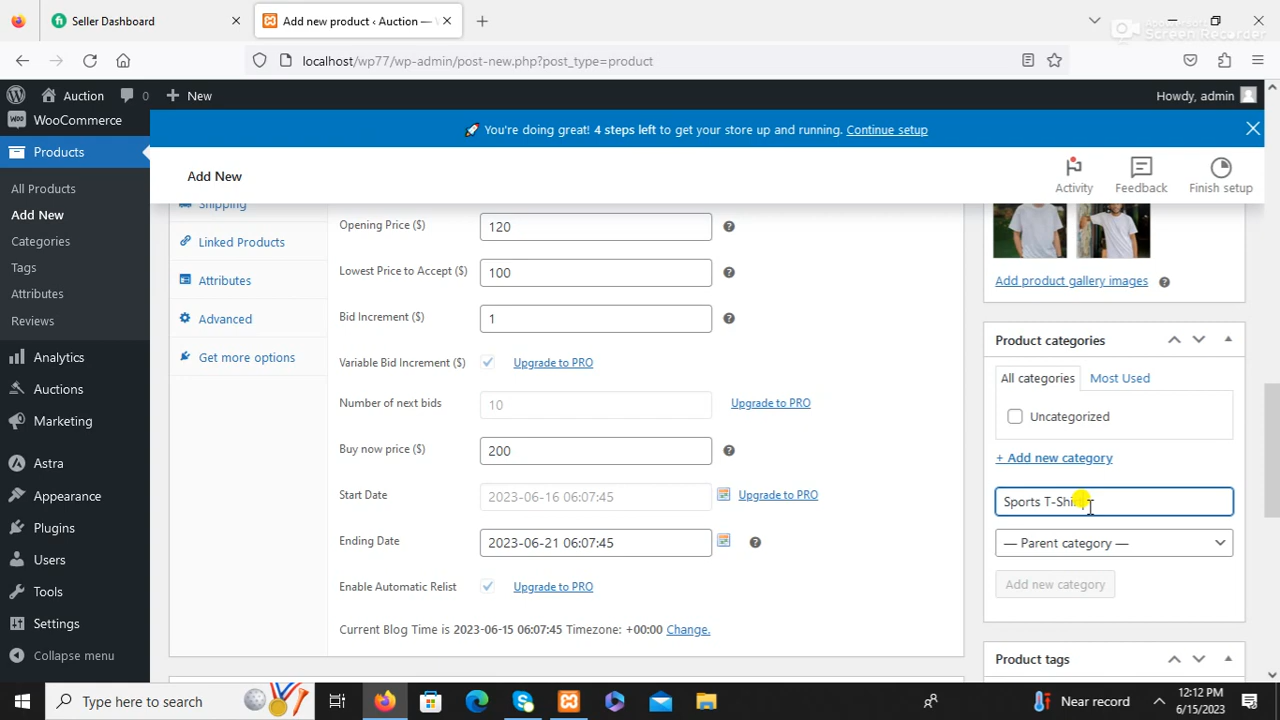 Seller Dashboard
Add new product ‹ Auction —
localhost/wp77/wp-admin/post-new.php?post_type=product
Auction
0
New
Howdy, admin
WooCommerce
Products
All Products
Add New
Categories
Tags
Attributes
Reviews
Analytics
Auctions
Marketing
Astra
Appearance
Plugins
Users
Tools
Settings
Collapse menu
You're doing great! 4 steps left to get your store up and running. Continue setup
Add New
Activity
Feedback
Finish setup
Shipping
Linked Products
Attributes
Advanced
Get more options
Opening Price ($)
120
Lowest Price to Accept ($)
100
Bid Increment ($)
1
Variable Bid Increment ($)
Upgrade to PRO
Number of next bids
10
Upgrade to PRO
Buy now price ($)
200
Start Date
2023-06-16 06:07:45
Upgrade to PRO
Ending Date
2023-06-21 06:07:45
Enable Automatic Relist
Upgrade to PRO
Current Blog Time is 2023-06-15 06:07:45 Timezone: +00:00 Change.
Add product gallery images
Product categories
All categories
Most Used
Uncategorized
+ Add new category
Sports
— Parent category —
Add new category
Product tags
Type here to search
Near record
12:12 PM
6/15/2023